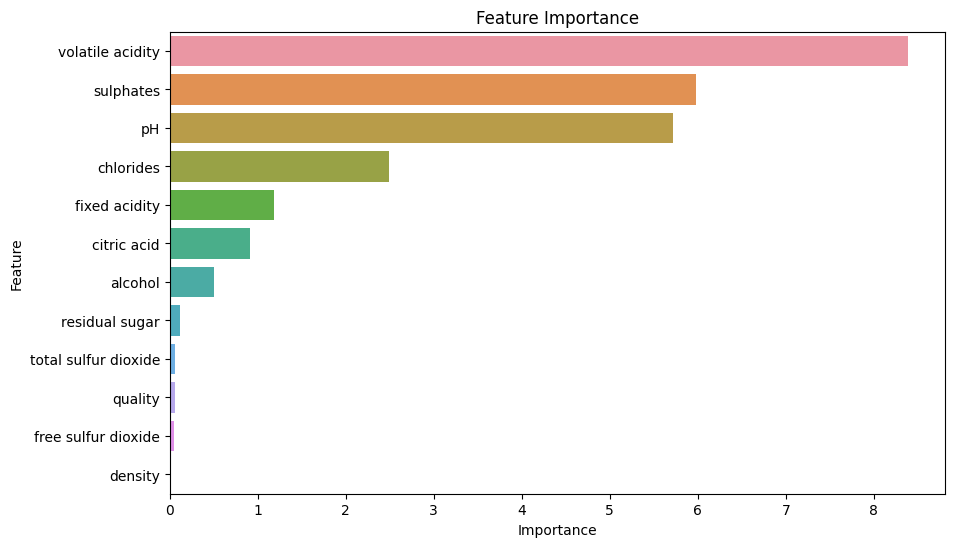 Feature Importance
Feature
volatile acidity
sulphates
pH
chlorides
fixed acidity
citric acid
alcohol
residual sugar
total sulfur dioxide
quality
free sulfur dioxide
density
0 1 2 3 4 5 6 7 8
Importance